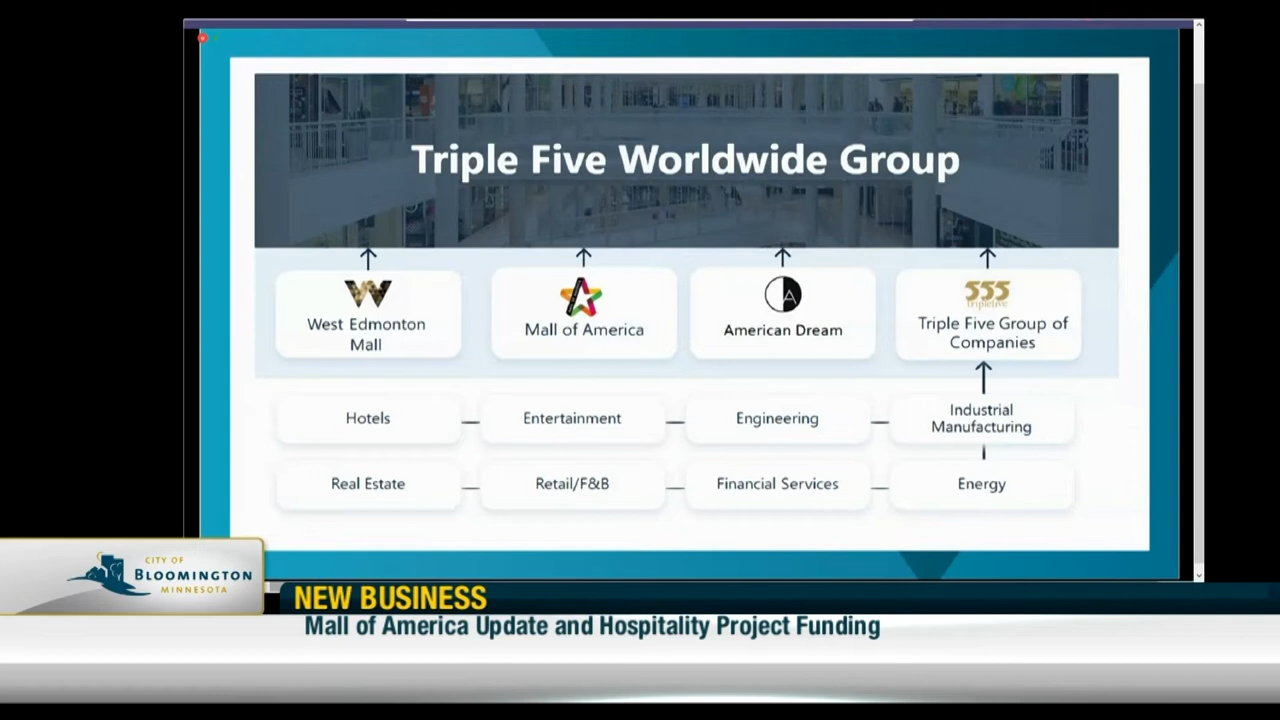 Triple Five Worldwide Group
West Edmonton
Mall
Mall of America
A
American Dream
555
Triplefive
Triple Five Group of
Companies
Hotels
Entertainment
Engineering
Industrial
Manufacturing
Real Estate
Retail/F&B
Financial Services
Energy
CITY OF
BLOOMINGTON
MINNESOTA
NEW BUSINESS
Mall of America Update and Hospitality Project Funding